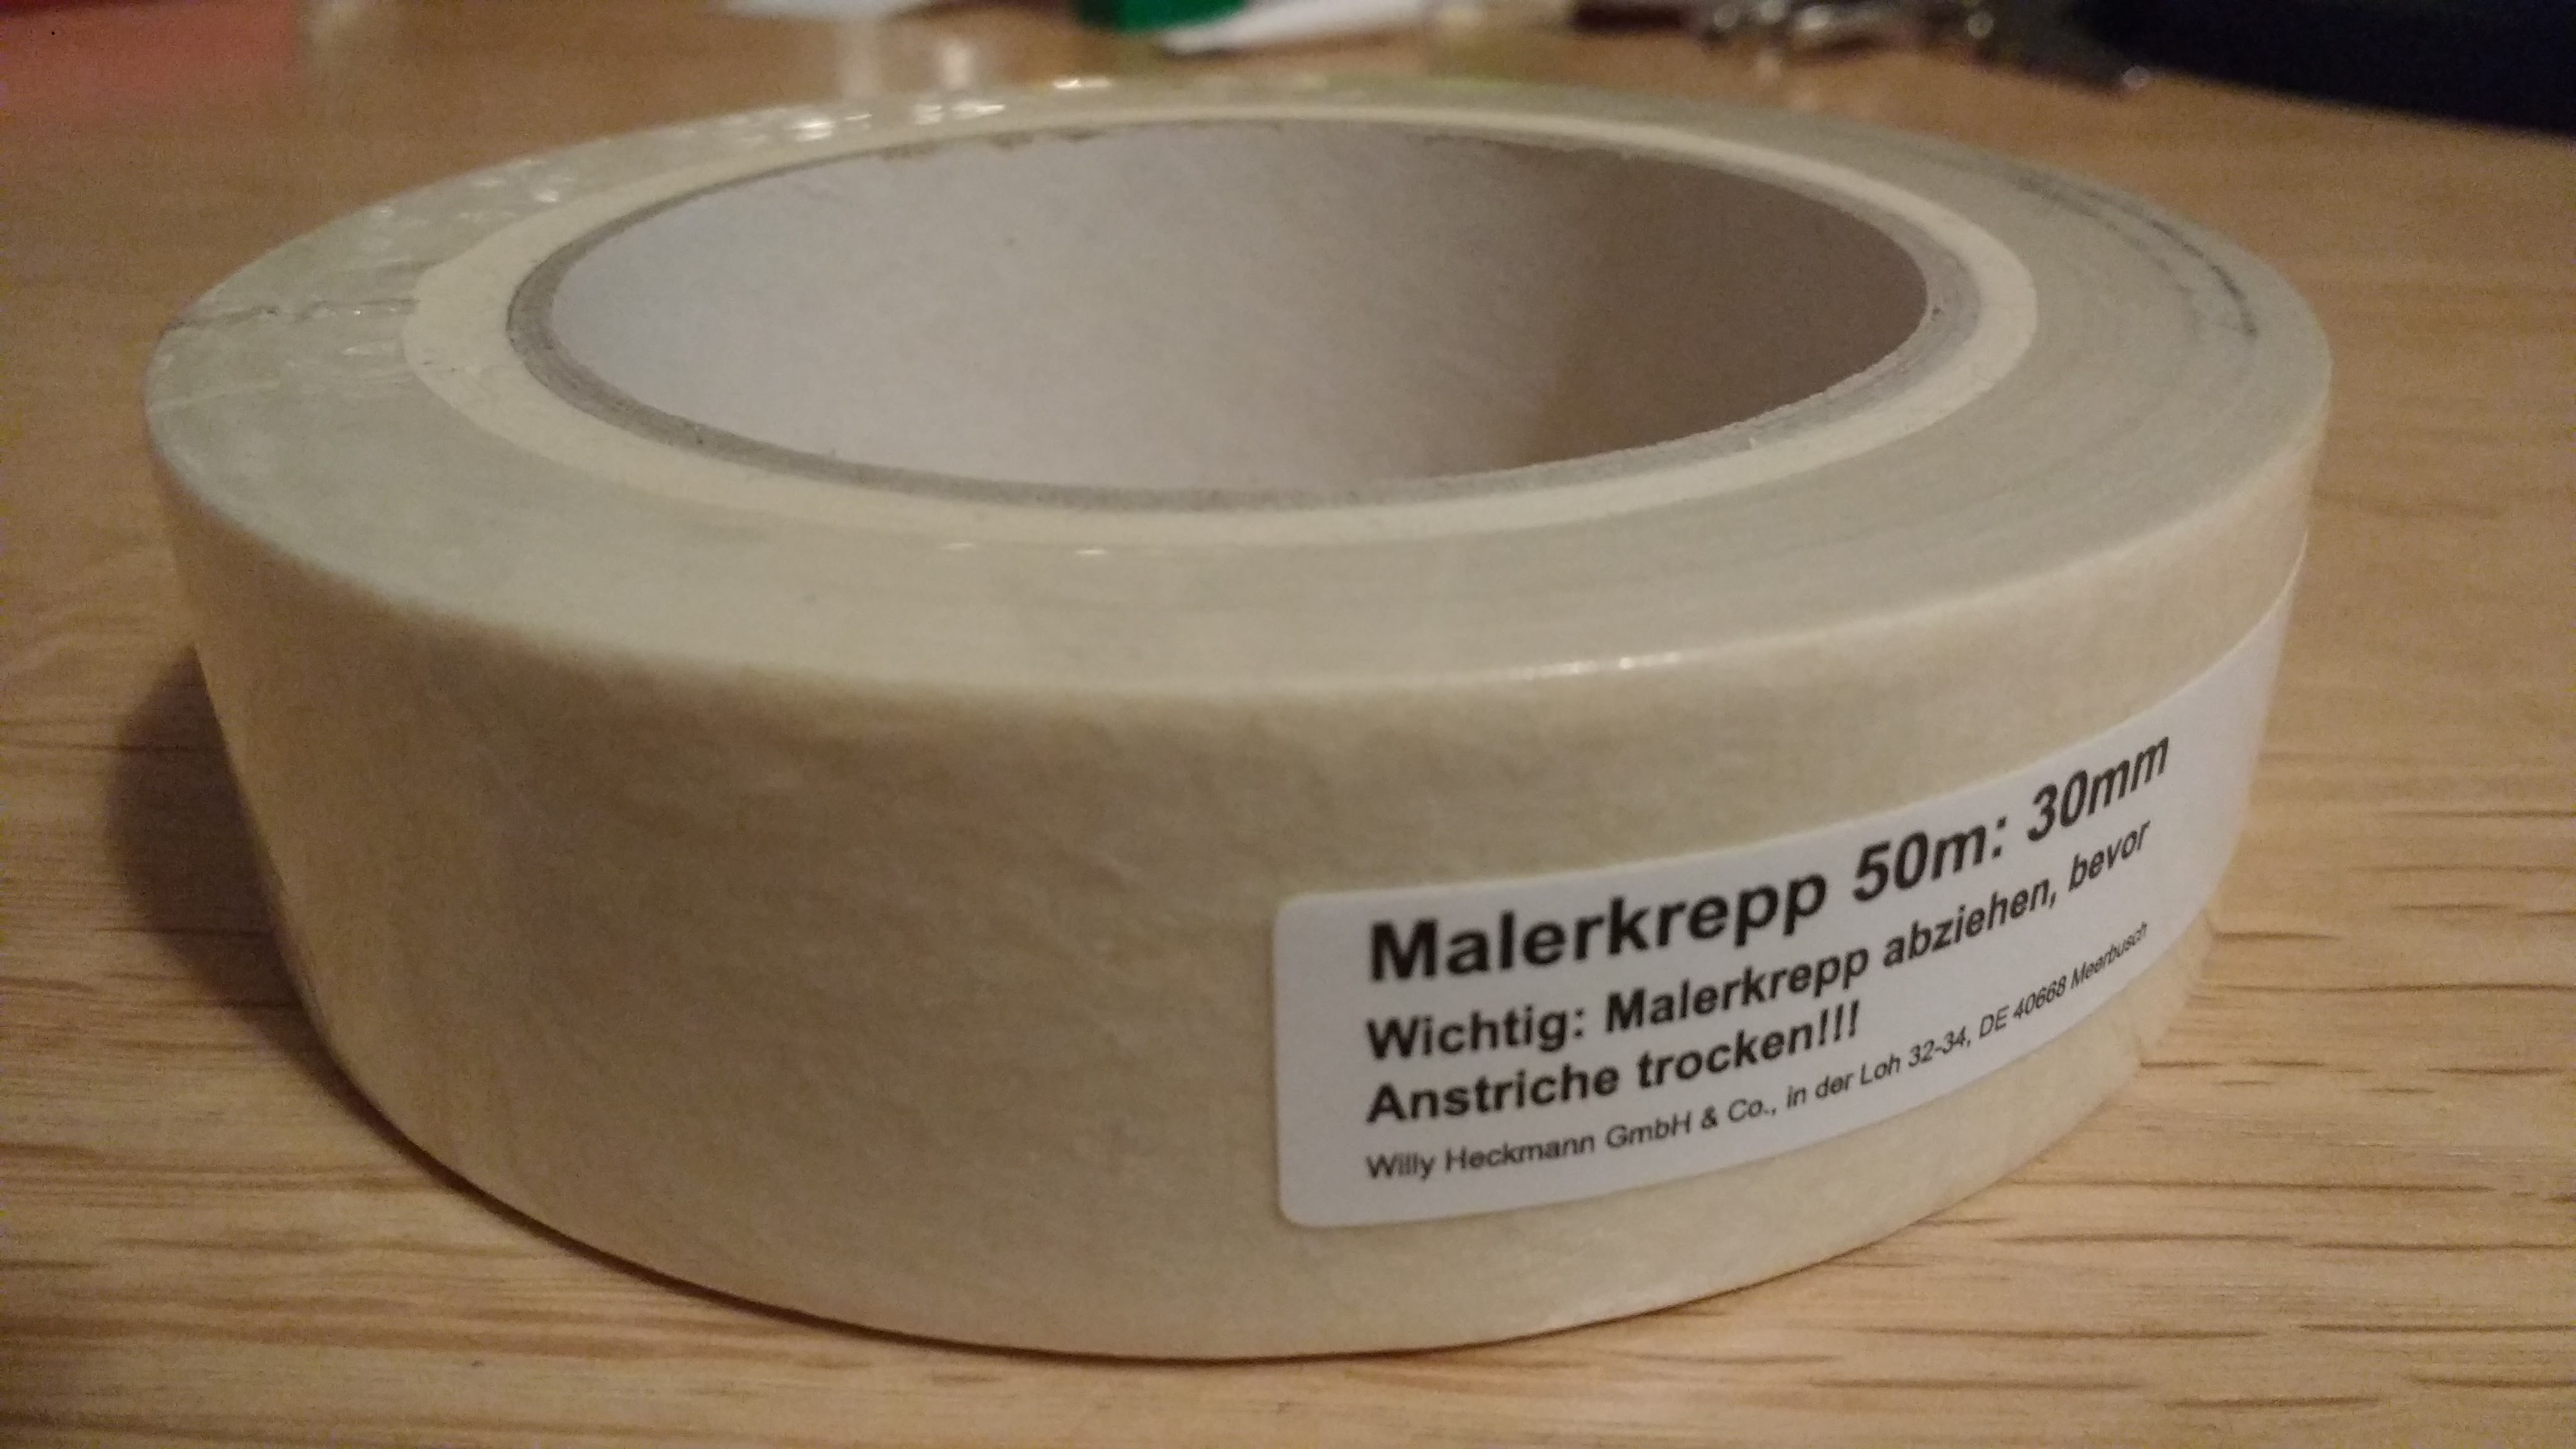 Malerkrepp 50m: 30mm
Wichtig: Malerkrepp abziehen, bevor
Anstriche trocken!!!
Willy Heckmann GmbH & Co., in der Loh 32-34, DE 40668 Meerbusch